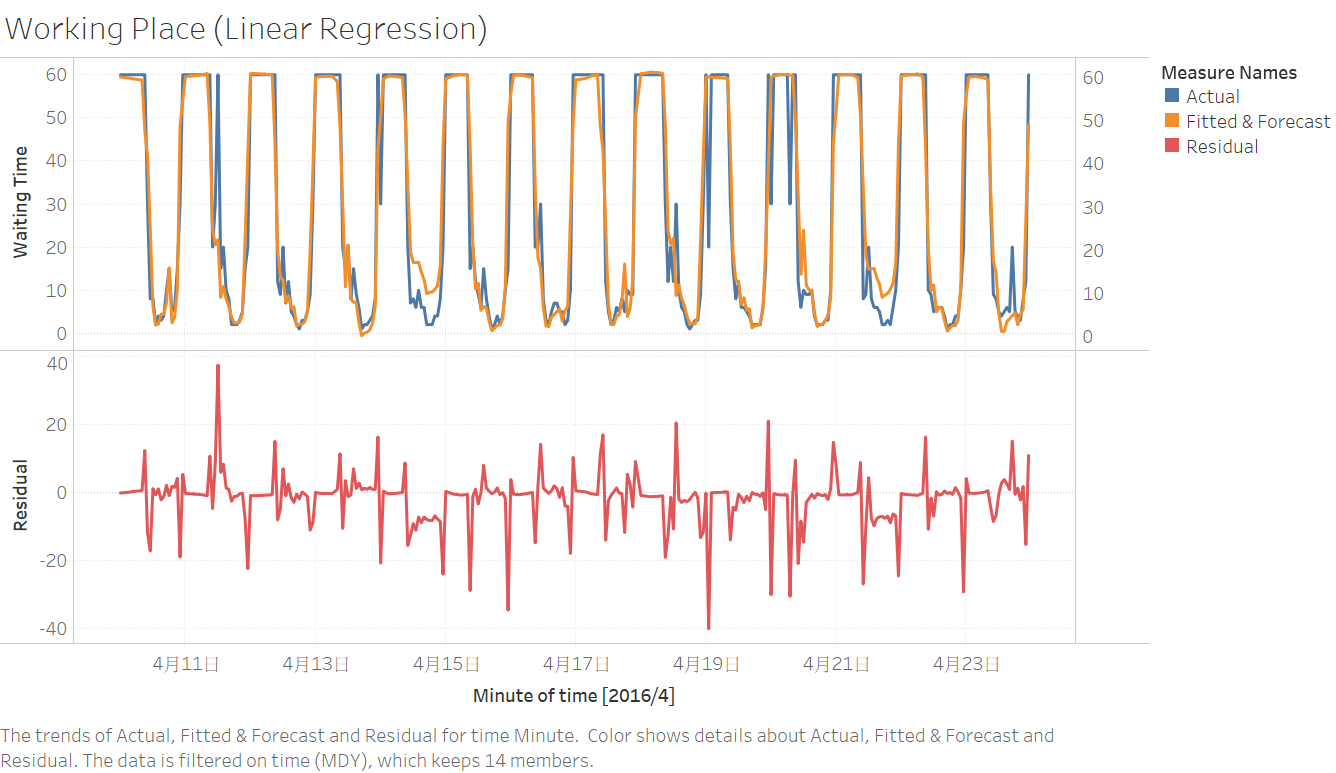 Working Place (Linear Regression)
60
50
40
30
20
10
0
Waiting Time
60
50
40
30
20
10
0
Measure Names
Actual
Fitted & Forecast
Residual
40
20
0
-20
-40
Residual
4月11日 4月13日 4月15日 4月17日 4月19日 4月21日 4月23日
Minute of time [2016/4]
The trends of Actual, Fitted & Forecast and Residual for time Minute. Color shows details about Actual, Fitted & Forecast and
Residual. The data is filtered on time (MDY), which keeps 14 members.